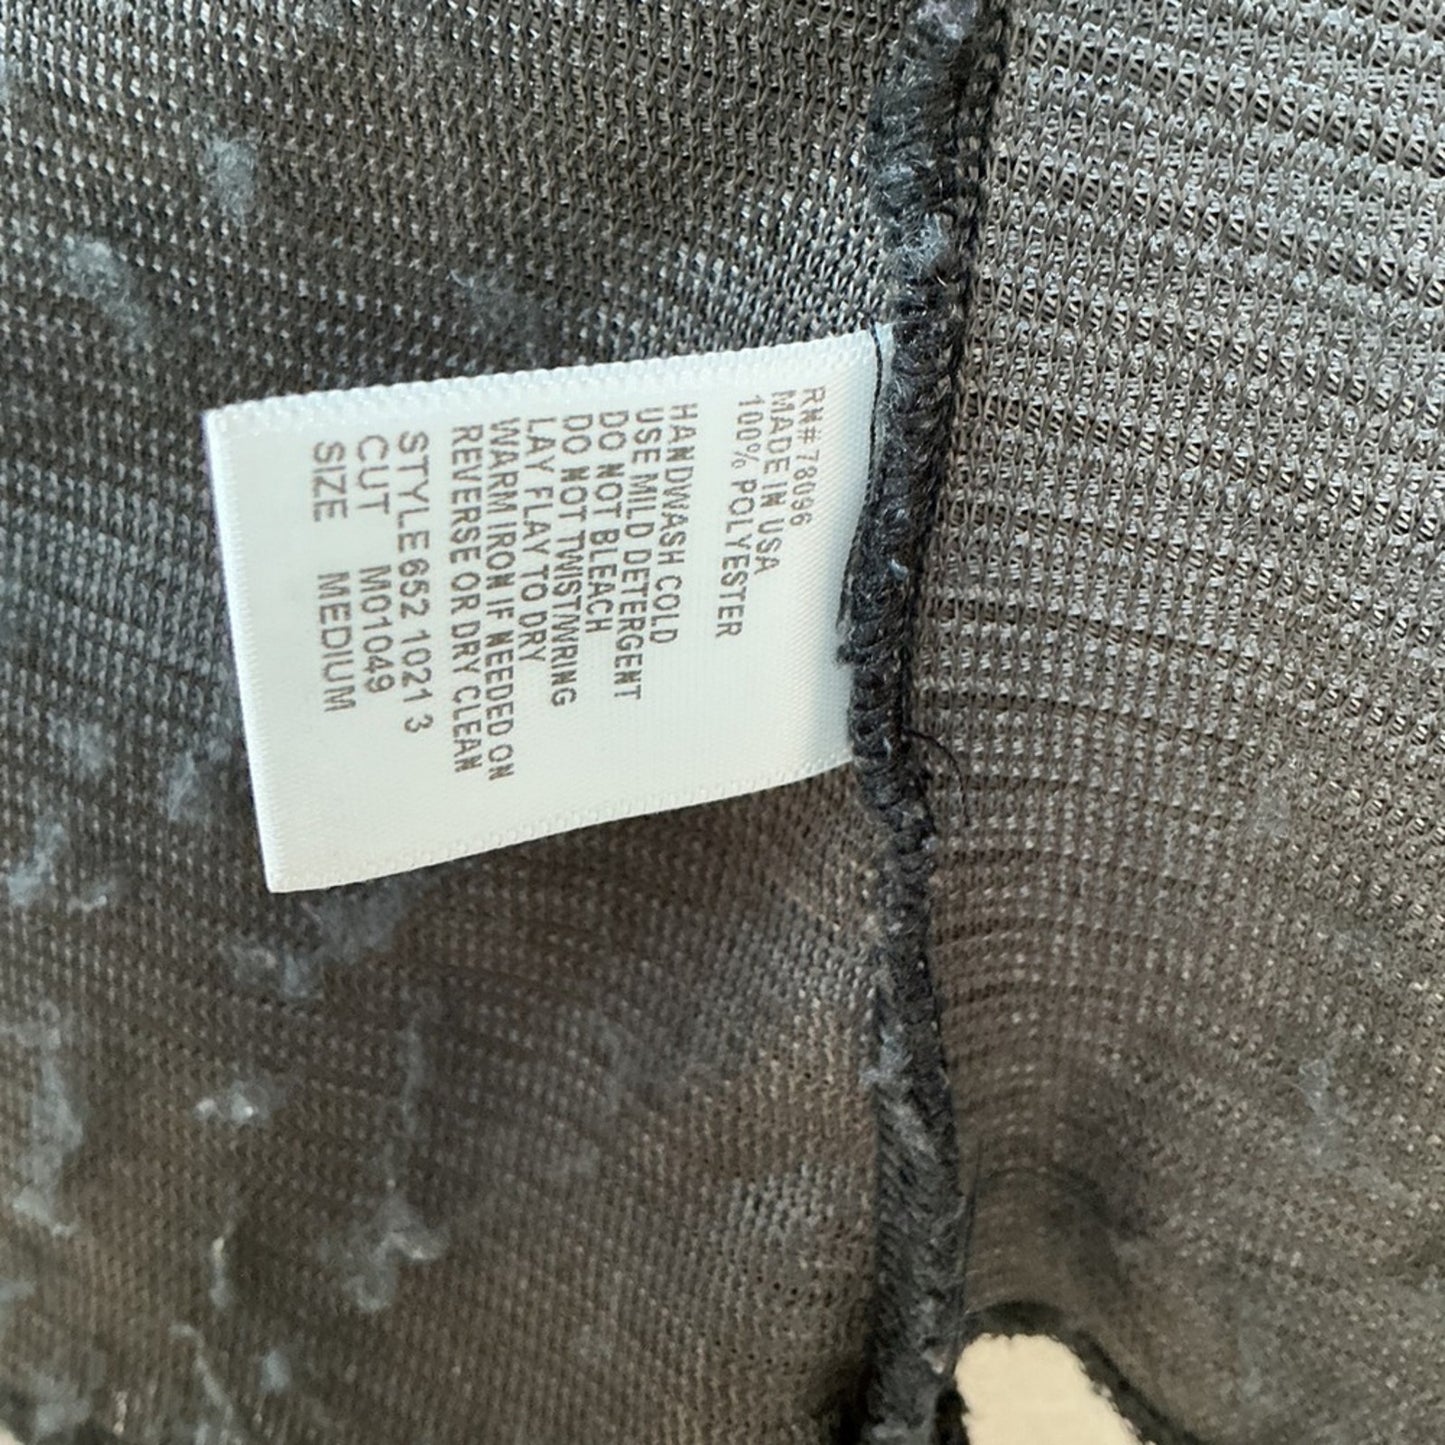 RN#78096
MADE IN USA
100% POLYESTER
HANDWASH COLD
USE MILD DETERGENT
DO NOT BLEACH
DO NOT TWIST/WRING
LAY FLAY TO DRY
WARM IRON IF NEEDED ON
REVERSE OR DRY CLEAN
STYLE 652 1021 3
CUT M01049
SIZE MEDIUM